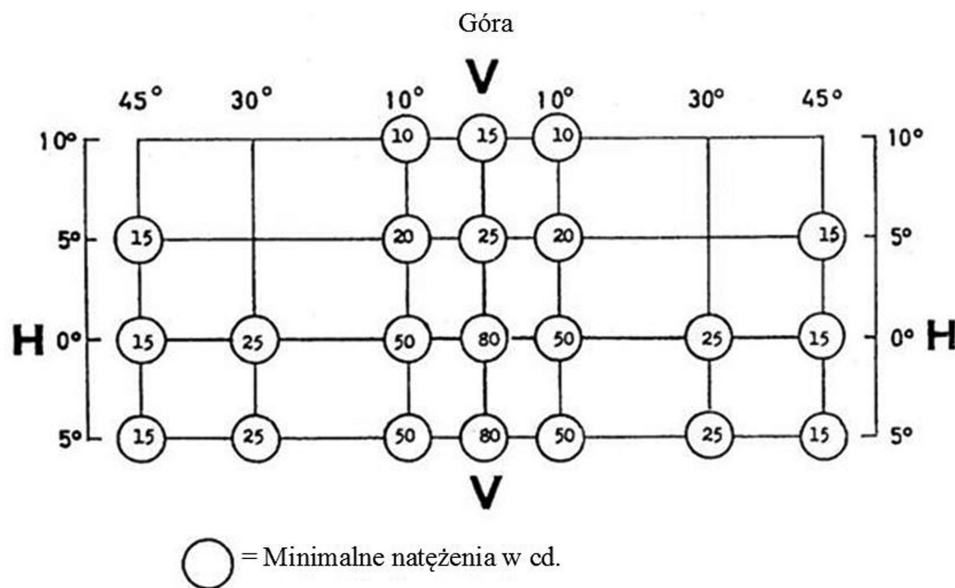 Góra
V
45° 30° 10° 10° 30° 45°
10° 10 15 10 10°
5° 15 20 25 20 15 5°
H 0° 15 25 50 80 50 25 15 0° H
5° 15 25 50 80 50 25 15 5°
V
= Minimalne natężenia w cd.